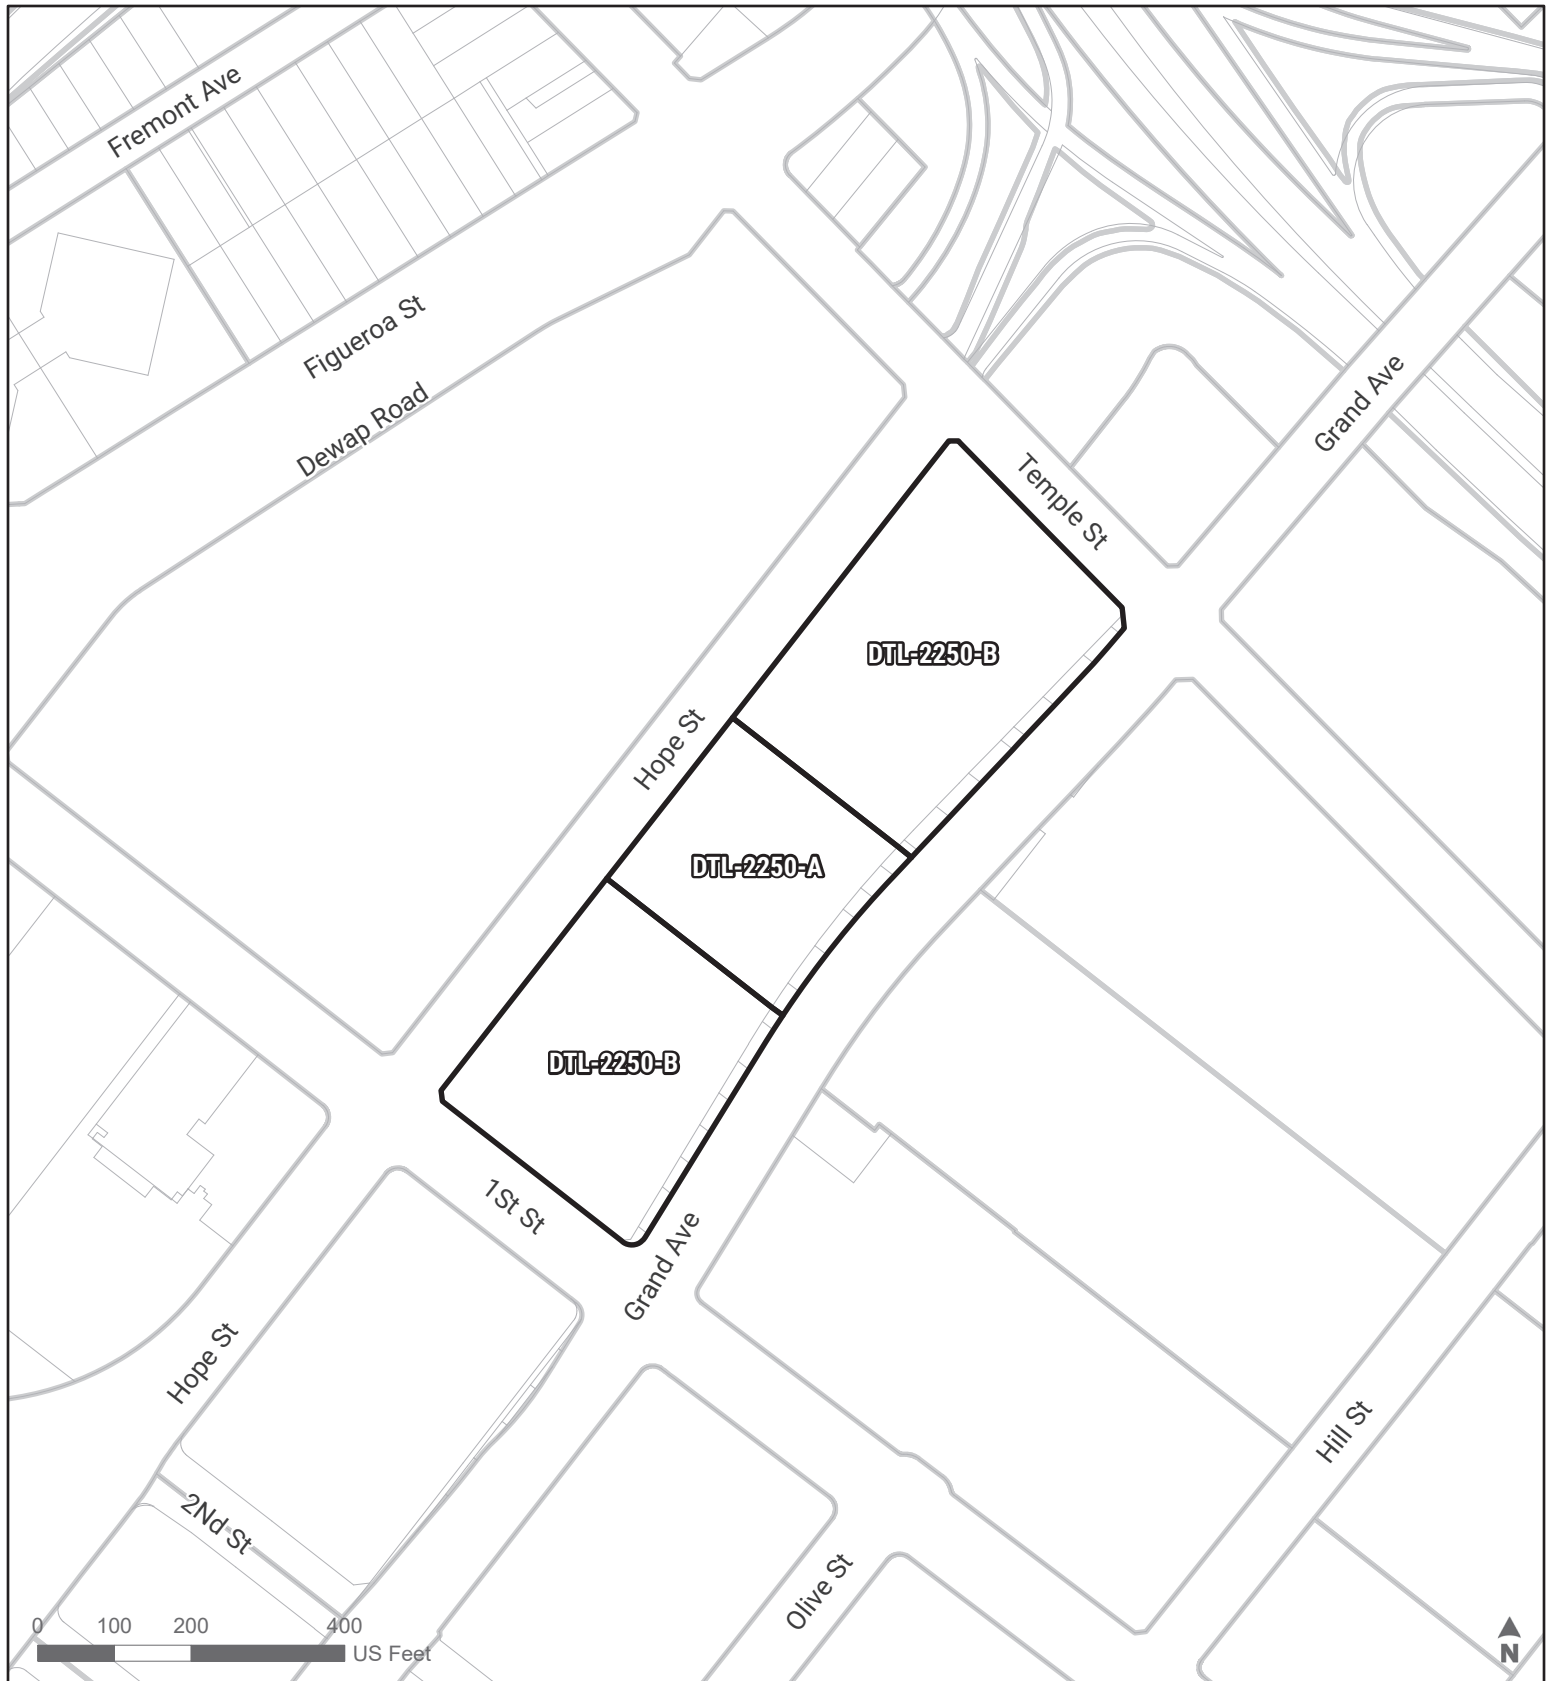 Fremont Ave
Figueroa St
Dewap Road
Grand Ave
Temple St
DTL-2250-B
Hope St
DTL-2250-A
DTL-2250-B
1St St
Grand Ave
Hope St
Hill St
2Nd St
Olive St
0 100 200 400
US Feet
N